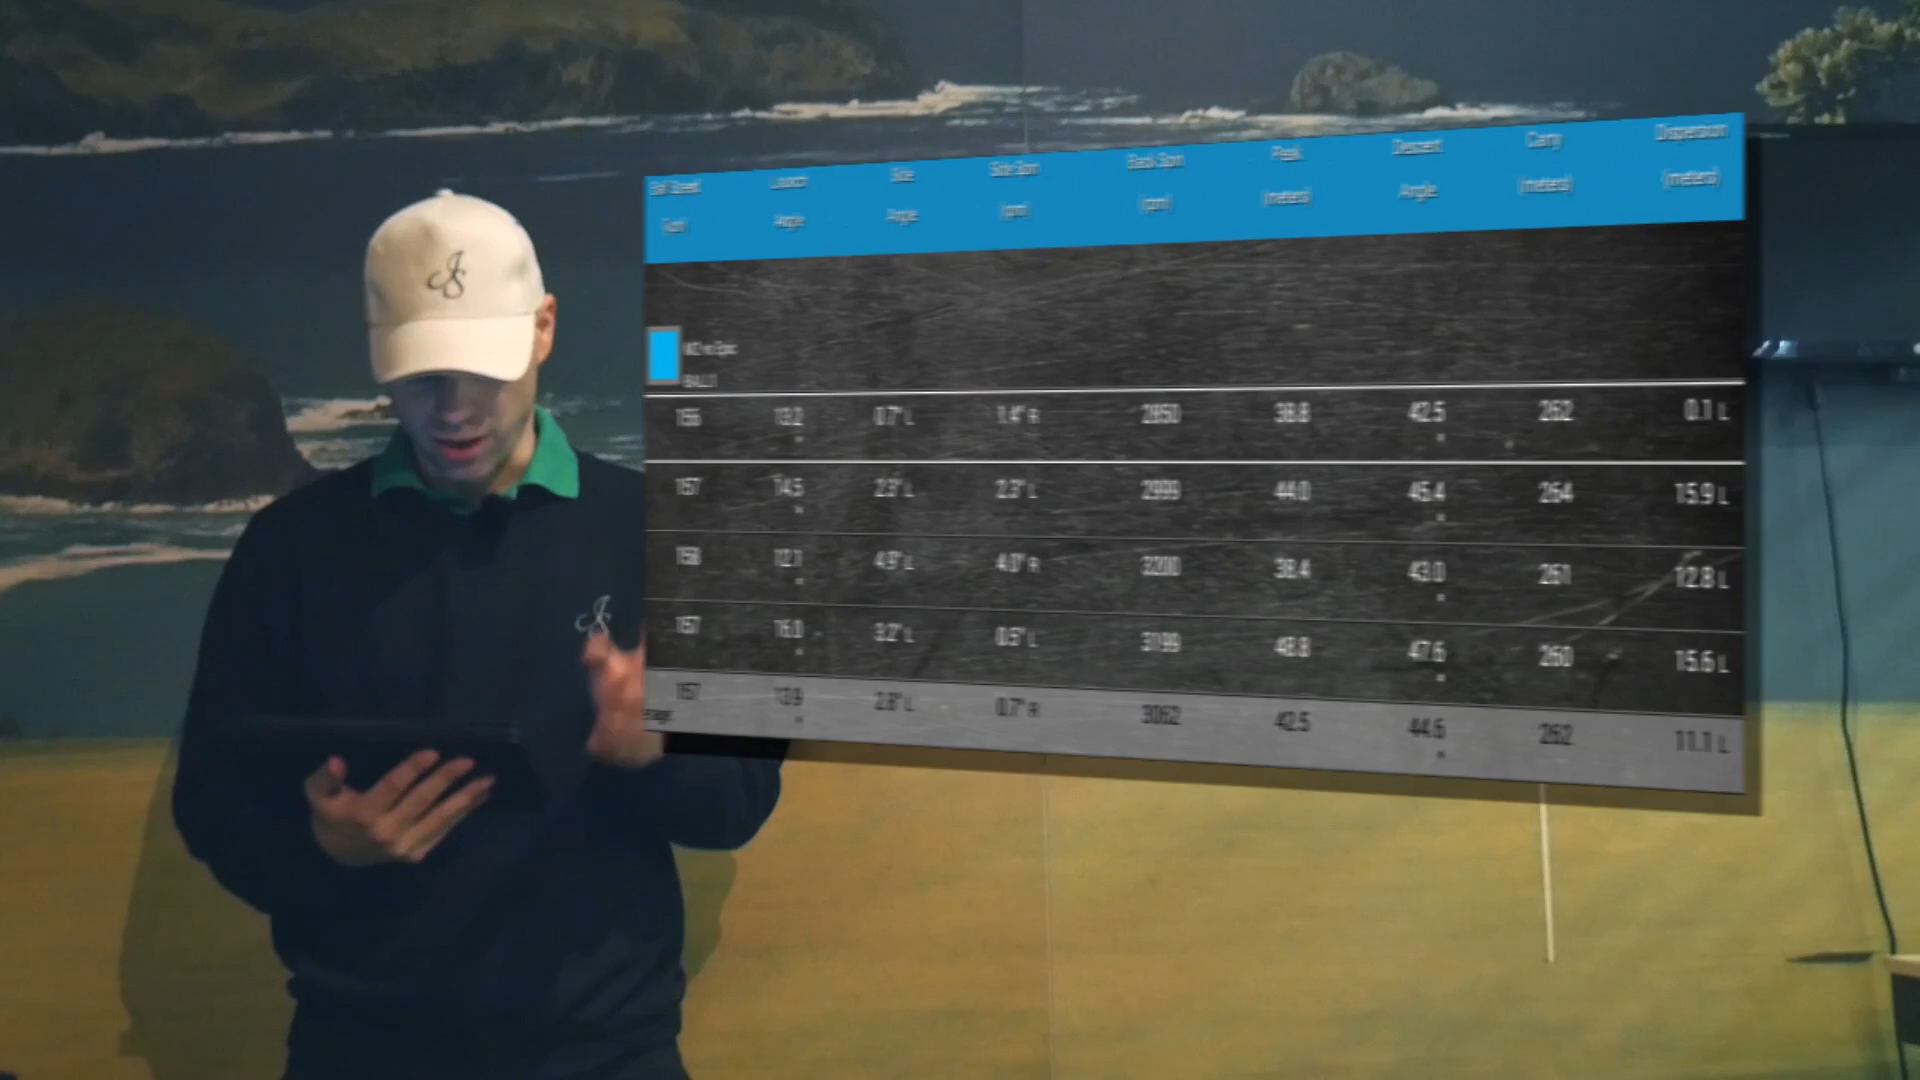 JS
Ball Speed Launch Side Side Spin Back Spin Peak Descent Carry Dispersion
Angle Angle (rpm) (rpm) (meters) Angle (meters) (meters)
156 13.2 0.7° L 1.4° R 2850 38.8 42.5 262 0.1 L
157 14.5 2.3° L 2.3° L 2999 44.0 45.4 264 15.9 L
158 12.1 4.9° L 4.0° R 3200 38.4 43.0 261 12.8 L
JS
157 16.0 3.2° L 0.5° L 3199 48.8 47.6 260 15.6 L
157 13.9 2.8° L 0.7° R 3062 42.5 44.6 262 11.1 L